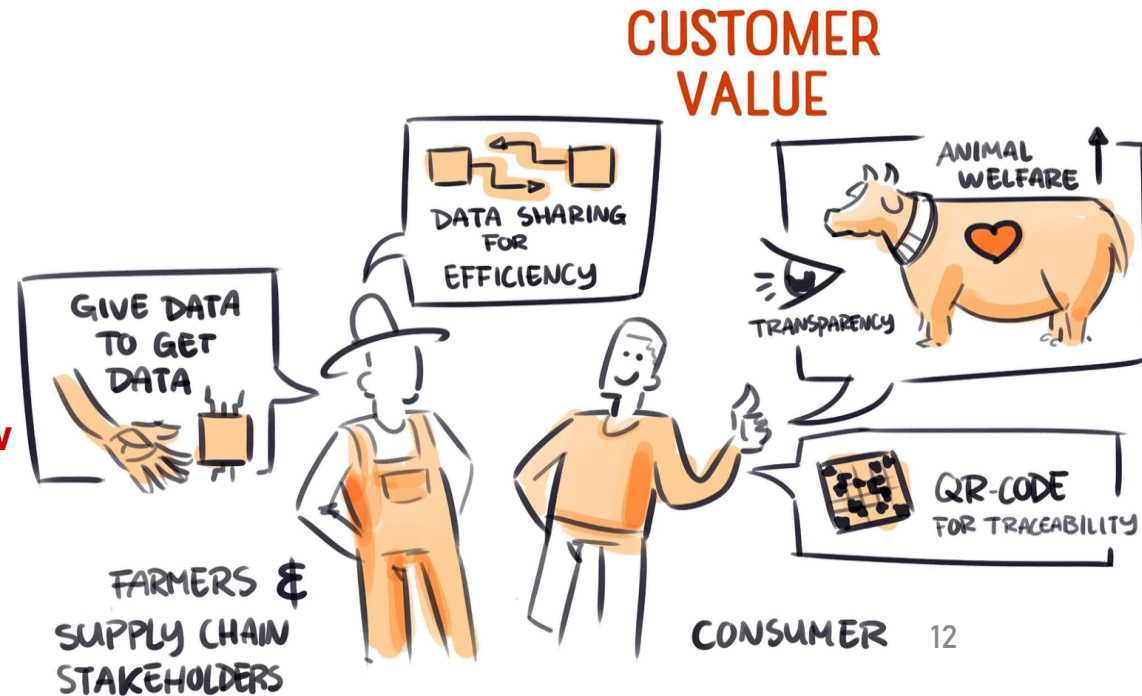 CUSTOMER
VALUE
DATA SHARING
FOR
EFFICIENCY
ANIMAL
WELFARE
TRANSPARENCY
GIVE DATA
TO GET
DATA
QR-CODE
FOR TRACEABILITY
FARMERS &
SUPPLY CHAIN
STAKEHOLDERS
CONSUMER
12